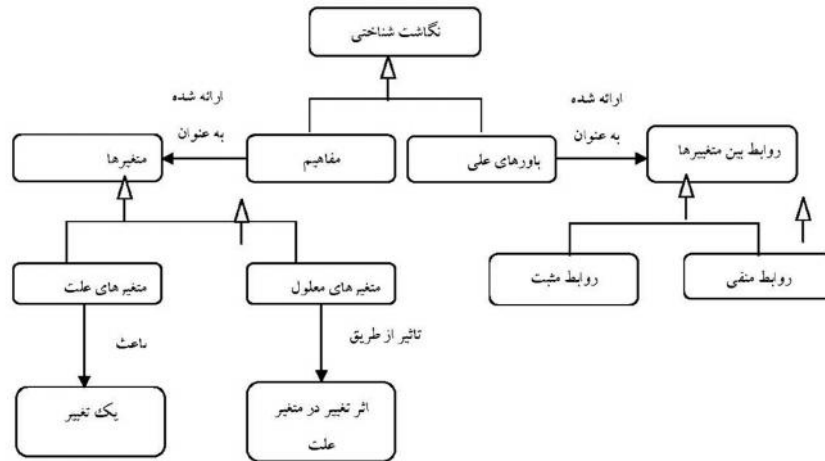 نگاشت شناختی
ارائه شده
به عنوان
ارائه شده
به عنوان
روابط بین متغییرها
باورهای علی
مفاهیم
متغیرها
روابط منفی
روابط مثبت
متغیرهای معلول
متغیرهای علت
تاثیر از طریق
باعث
اثر تغییر در متغیر
علت
یک تغییر